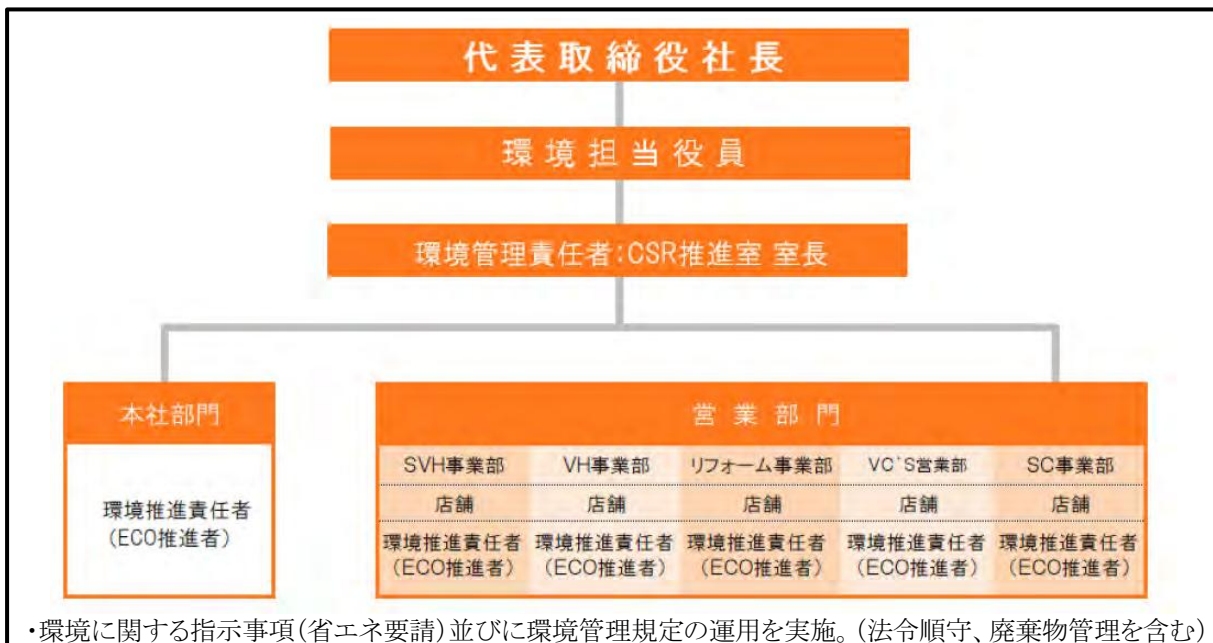 代表取締役社長
環境担当役員
環境管理責任者:CSR推進室 室長
本社部門
環境推進責任者
(ECO推進者)
営業部門
SVH事業部 VH事業部 リフォーム事業部 VC'S営業部 SC事業部
店舗 店舗 店舗 店舗 店舗
環境推進責任者 環境推進責任者 環境推進責任者 環境推進責任者 環境推進責任者
(ECO推進者) (ECO推進者) (ECO推進者) (ECO推進者) (ECO推進者)
・環境に関する指示事項(省エネ要請)並びに環境管理規定の運用を実施。(法令順守、廃棄物管理を含む)